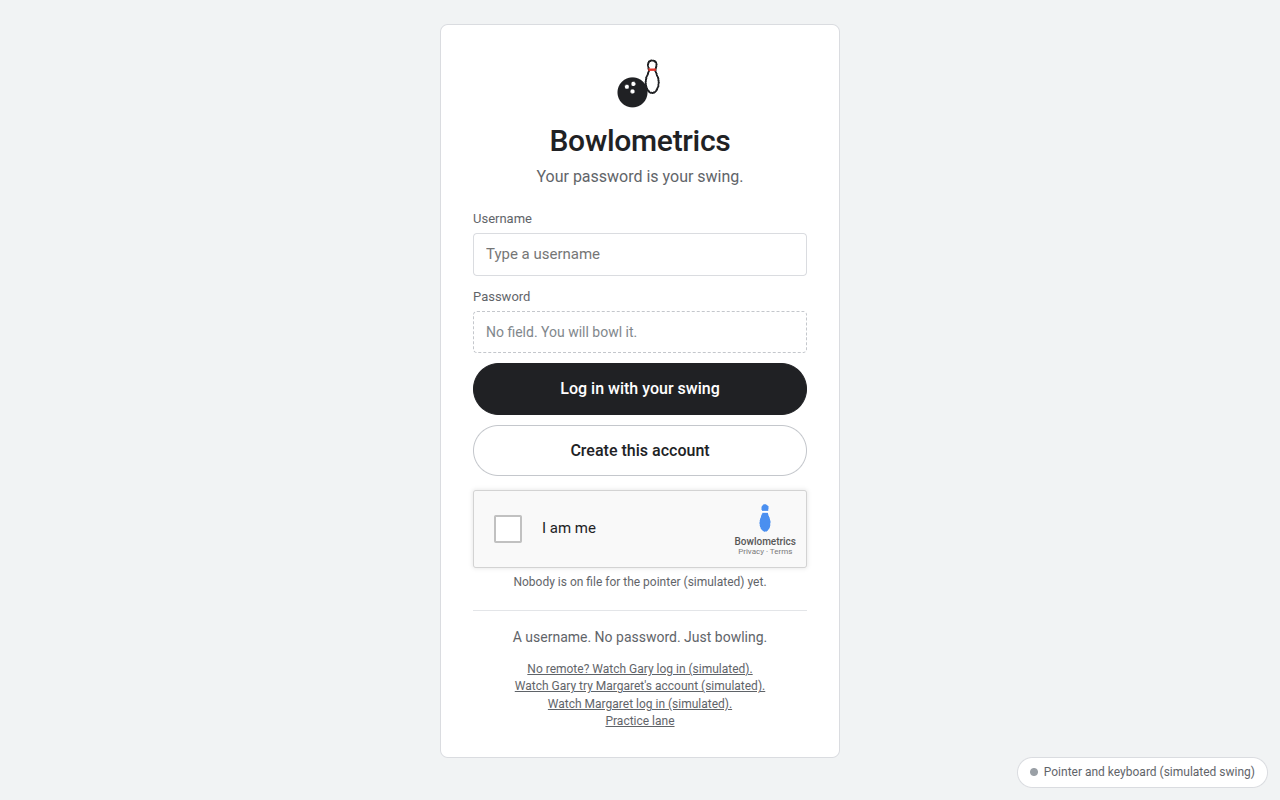 Bowlometrics
Your password is your swing.
Username
Type a username
Password
No field. You will bowl it.
Log in with your swing
Create this account
I am me
Bowlometrics
Privacy · Terms
Nobody is on file for the pointer (simulated) yet.
A username. No password. Just bowling.
No remote? Watch Gary log in (simulated).
Watch Gary try Margaret's account (simulated).
Watch Margaret log in (simulated).
Practice lane
Pointer and keyboard (simulated swing)